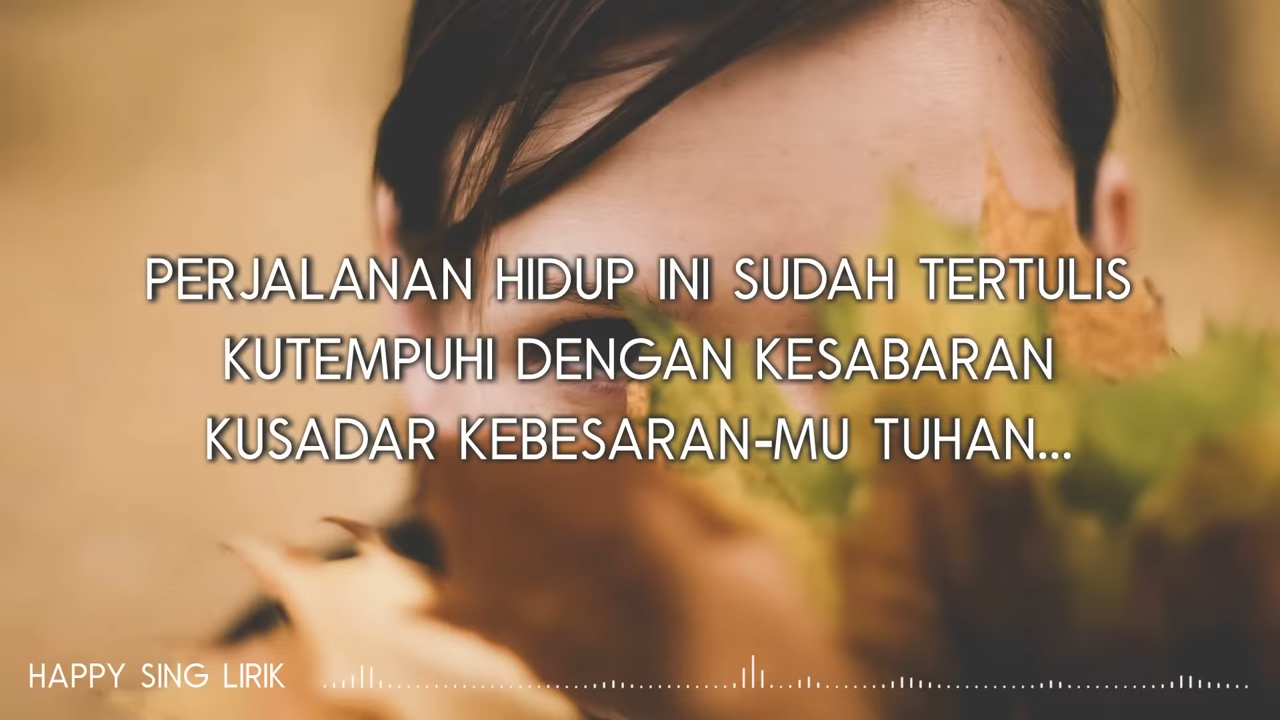 PERJALANAN HIDUP INI SUDAH TERTULIS
KUTEMPUHI DENGAN KESABARAN
KUSADAR KEBESARAN-MU TUHAN...
HAPPY SING LIRIK